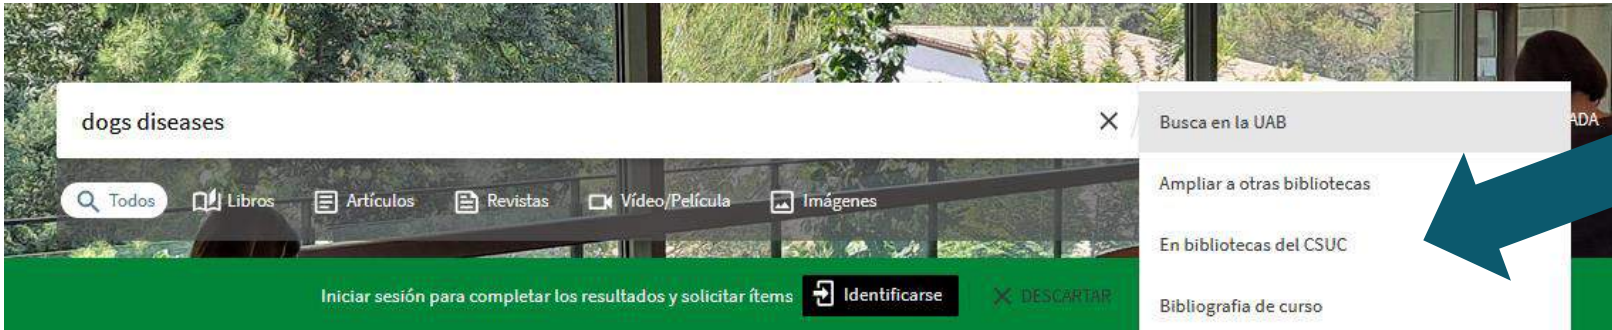 dogs diseases
Busca en la UAB
ADA
Ampliar a otras bibliotecas
Todos Libros Artículos Revistas Vídeo/Película Imágenes
En bibliotecas del CSUC
Iniciar sesión para completar los resultados y solicitar ítems Identificarse DESCARTAR
Bibliografia de curso